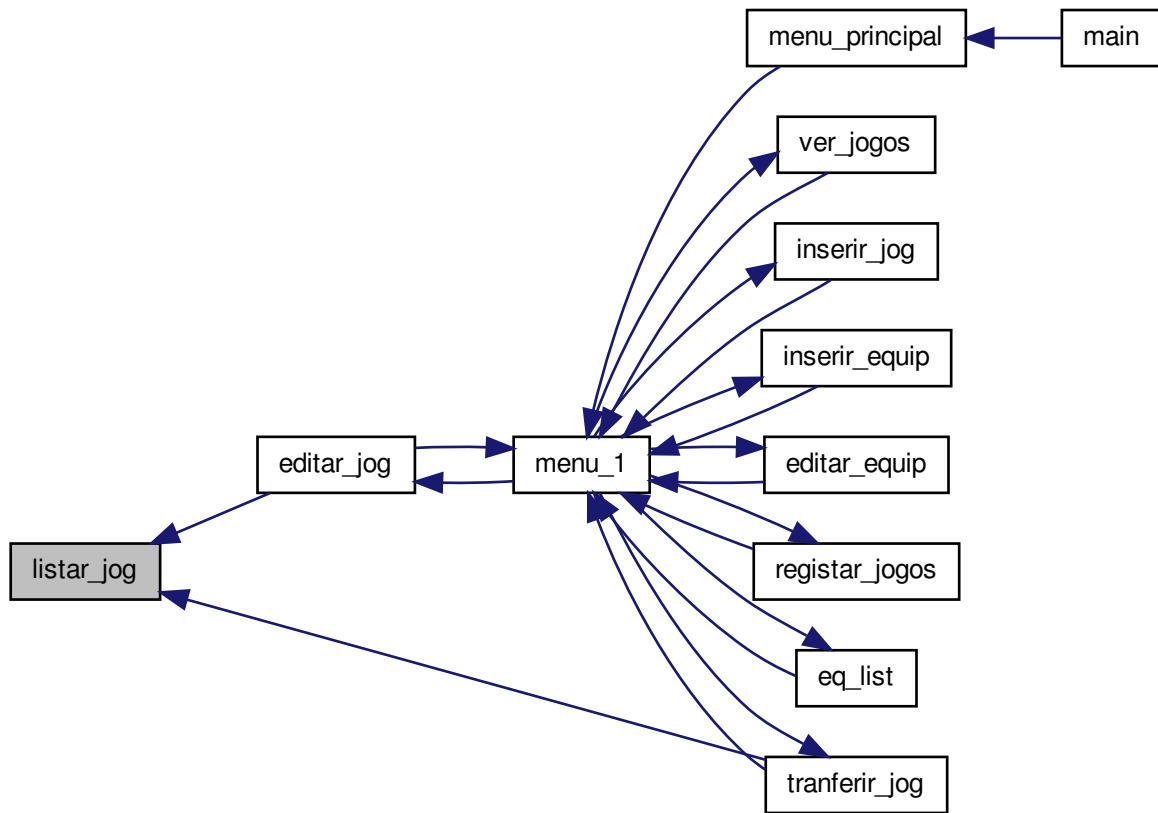 menu_principal
main
ver_jogos
inserir_jog
inserir_equip
editar_jog
menu_1
editar_equip
listar_jog
registar_jogos
eq_list
tranferir_jog